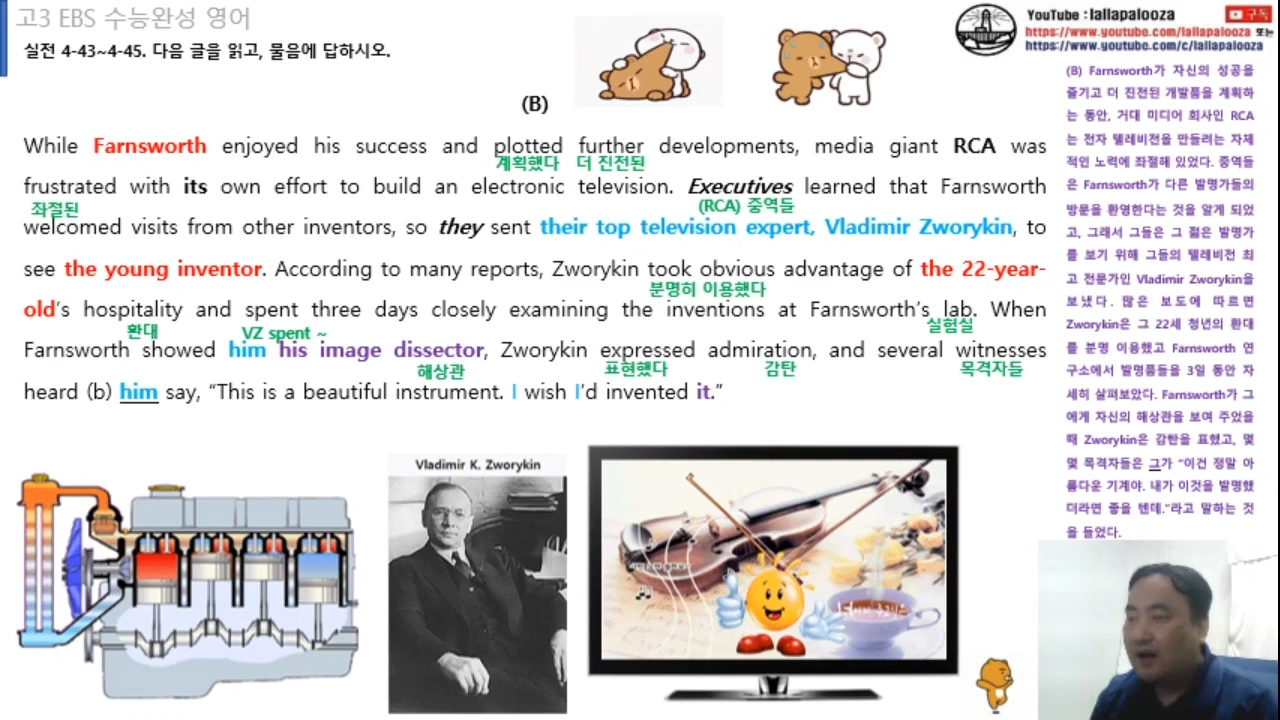 고3 EBS 수능완성 영어
실전 4-43~4-45. 다음 글을 읽고, 물음에 답하시오.
YouTube : lallapalooza
구독
https://www.youtube.com/lallapalooza 또는
https://www.youtube.com/c/lallapalooza
(B)
While Farnsworth enjoyed his success and plotted further developments, media giant RCA was
계획했다 더 진전된
frustrated with its own effort to build an electronic television. Executives learned that Farnsworth
좌절된 (RCA) 중역들
welcomed visits from other inventors, so they sent their top television expert, Vladimir Zworykin, to
see the young inventor. According to many reports, Zworykin took obvious advantage of the 22-year-
분명히 이용했다
old's hospitality and spent three days closely examining the inventions at Farnsworth's lab. When
환대 VZ spent ~ 실험실
Farnsworth showed him his image dissector, Zworykin expressed admiration, and several witnesses
해상관 표현했다 감탄 목격자들
heard (b) him say, “This is a beautiful instrument. I wish I'd invented it.”
(B) Farnsworth가 자신의 성공을
즐기고 더 진전된 개발품을 계획하
는 동안, 거대 미디어 회사인 RCA
는 전자 텔레비전을 만들려는 자체
적인 노력에 좌절해 있었다. 중역들
은 Farnsworth가 다른 발명가들의
방문을 환영한다는 것을 알게 되었
고, 그래서 그들은 그 젊은 발명가
를 보기 위해 그들의 텔레비전 최
고 전문가인 Vladimir Zworykin을
보냈다. 많은 보도에 따르면
Zworykin은 그 22세 청년의 환대
를 분명 이용했고 Farnsworth 연
구소에서 발명품들을 3일 동안 자
세히 살펴보았다. Farnsworth가 그
에게 자신의 해상관을 보여 주었을
때 Zworykin은 감탄을 표했고, 몇
몇 목격자들은 그가 “이건 정말 아
름다운 기계야. 내가 이것을 발명했
더라면 좋을 텐데.”라고 말하는 것
을 들었다.
Vladimir K. Zworykin